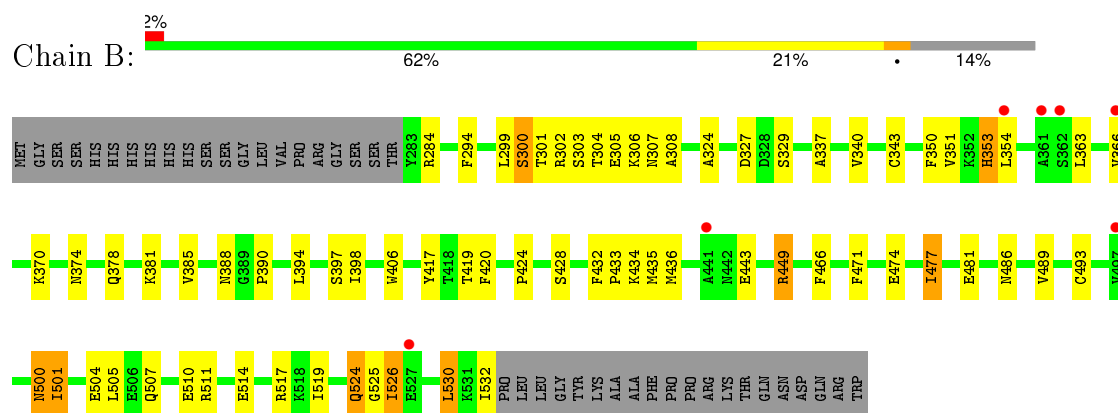 2%
Chain B:
62% 21% • 14%
MET GLY SER SER HIS HIS HIS HIS HIS HIS SER SER GLY LEU VAL PRO ARG GLY SER SER THR Y283 R284 F294 L299 S300 T301 R302 S303 T304 E305 K306 N307 A308 A324 D327 D328 S329 A337 V340 C343 F350 V351 K352 H353 L354 A361 S362 L363 V366
K370 N374 Q378 K381 V385 N388 G389 P390 L394 S397 I398 W406 Y417 T418 T419 F420 P424 S428 F432 P433 K434 M435 M436 A441 N442 E443 R449 F466 F471 E474 I477 E481 N486 V489 C493 V497
N500 I501 E504 L505 E506 Q507 E510 R511 E514 R517 K518 I519 Q524 G525 I526 E527 L530 K531 I532 PRO LEU LEU GLY TYR LYS ALA ALA PHE PRO PRO ARG LYS THR GLN ASN ASP GLN ARG TRP